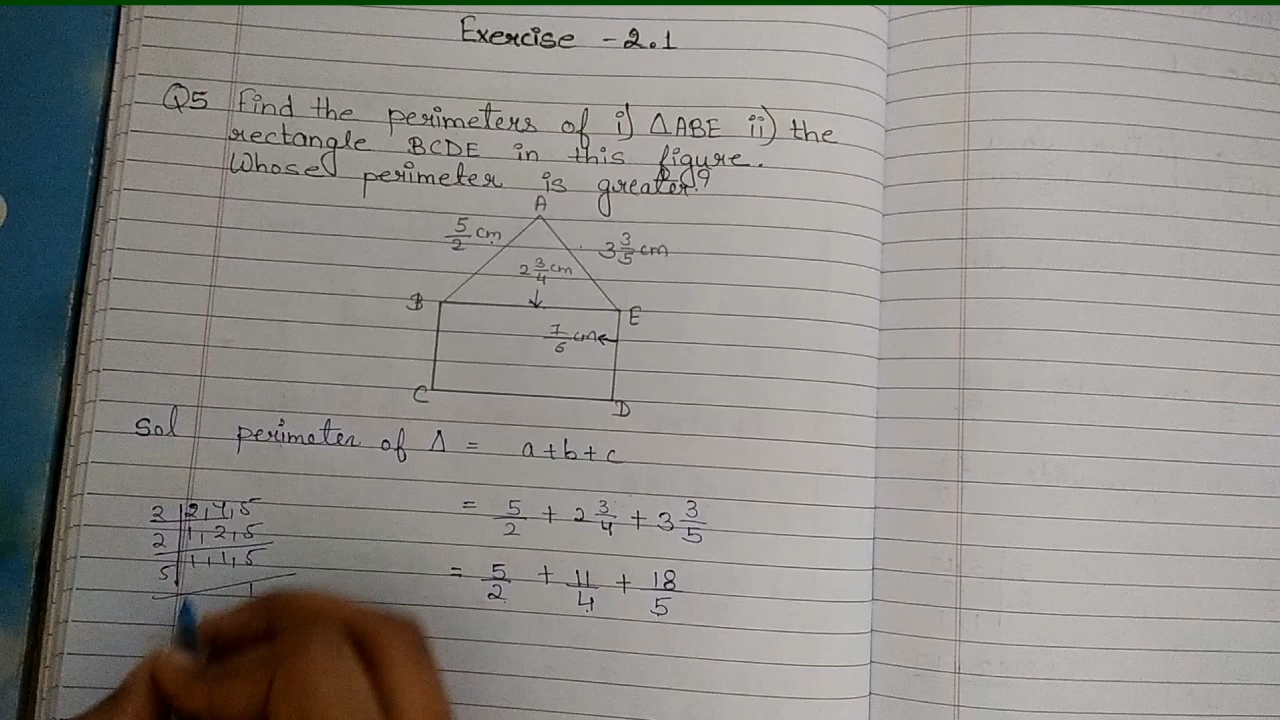 Exercise - 2.1
Q5 Find the perimeters of i) ΔABE ii) the
rectangle BCDE in this figure.
Whose perimeter is greater?
A
5/2 cm
3 3/5 cm
2 3/4 cm
B
E
7/6 cm
C
D
Sol perimeter of Δ = a+b+c
2 | 2, 4, 5
= 5/2 + 2 3/4 + 3 3/5
2 | 1, 2, 5
5 | 1, 1, 5
= 5/2 + 11/4 + 18/5
1